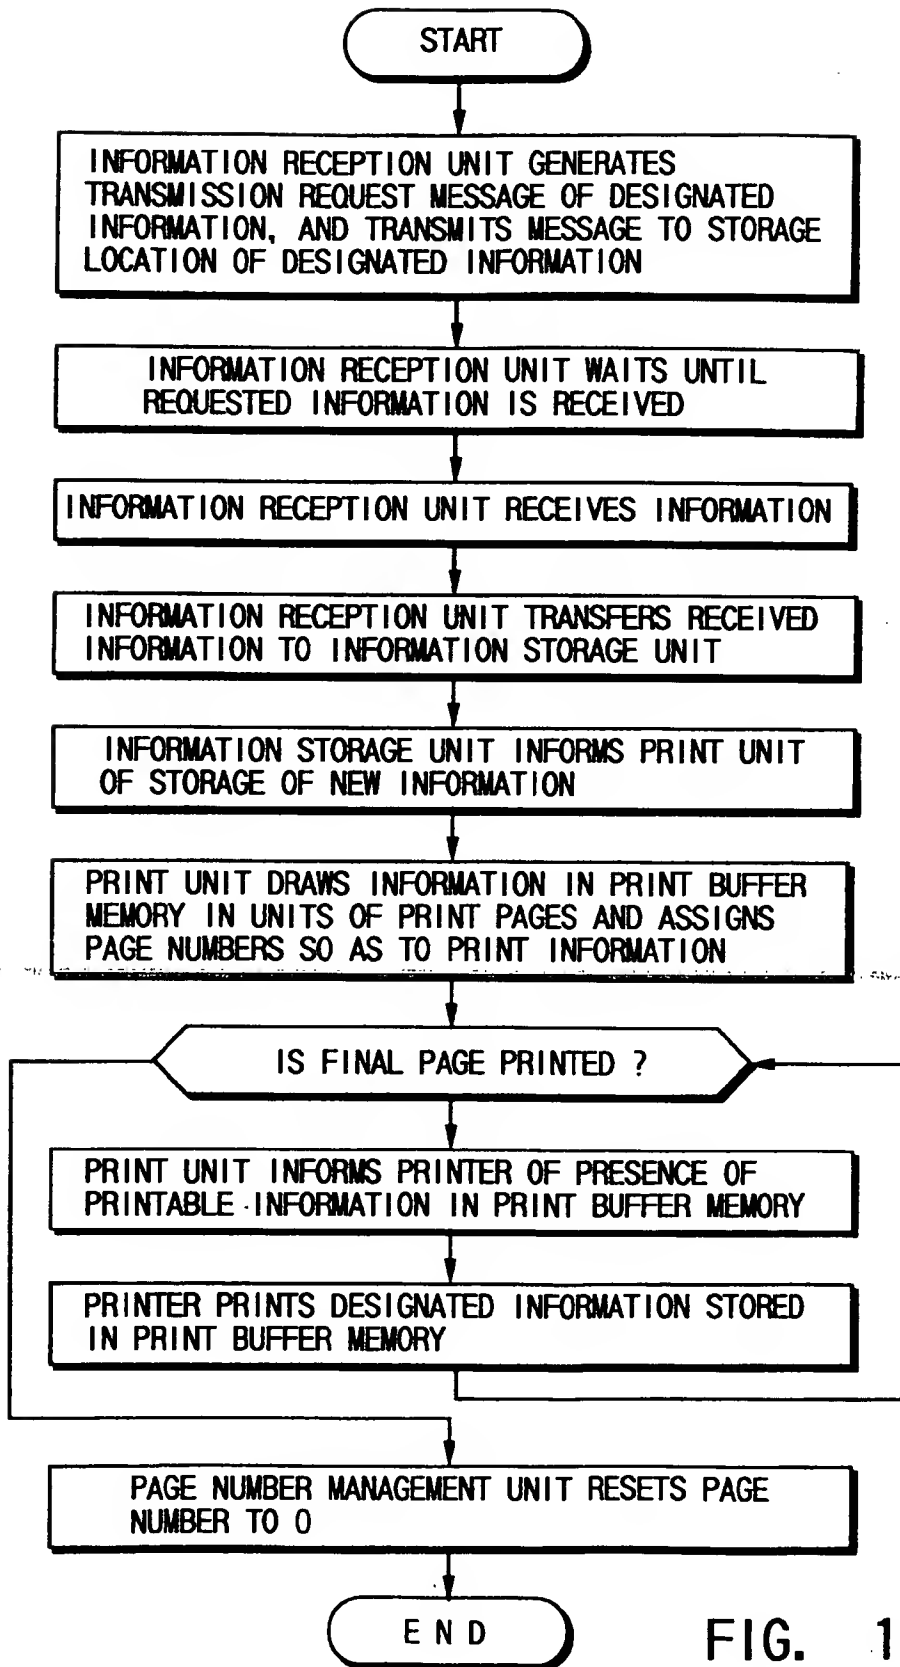 START
INFORMATION RECEPTION UNIT GENERATES
TRANSMISSION REQUEST MESSAGE OF DESIGNATED
INFORMATION, AND TRANSMITS MESSAGE TO STORAGE
LOCATION OF DESIGNATED INFORMATION
INFORMATION RECEPTION UNIT WAITS UNTIL
REQUESTED INFORMATION IS RECEIVED
INFORMATION RECEPTION UNIT RECEIVES INFORMATION
INFORMATION RECEPTION UNIT TRANSFERS RECEIVED
INFORMATION TO INFORMATION STORAGE UNIT
INFORMATION STORAGE UNIT INFORMS PRINT UNIT
OF STORAGE OF NEW INFORMATION
PRINT UNIT DRAWS INFORMATION IN PRINT BUFFER
MEMORY IN UNITS OF PRINT PAGES AND ASSIGNS
PAGE NUMBERS SO AS TO PRINT INFORMATION
IS FINAL PAGE PRINTED ?
PRINT UNIT INFORMS PRINTER OF PRESENCE OF
PRINTABLE INFORMATION IN PRINT BUFFER MEMORY
PRINTER PRINTS DESIGNATED INFORMATION STORED
IN PRINT BUFFER MEMORY
PAGE NUMBER MANAGEMENT UNIT RESETS PAGE
NUMBER TO 0
END
FIG. 1